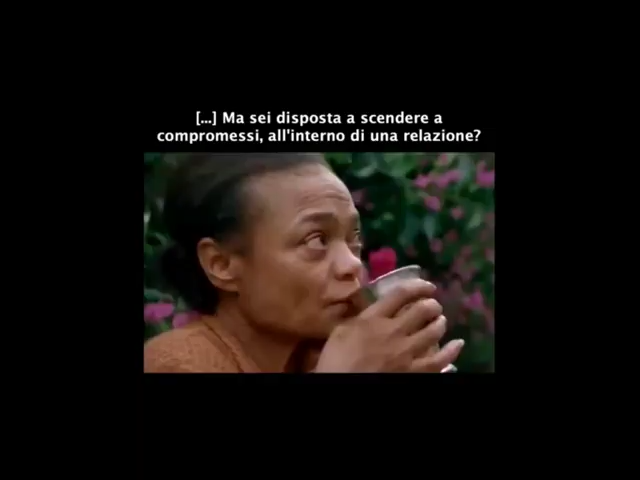 [...] Ma sei disposta a scendere a
compromessi, all'interno di una relazione?